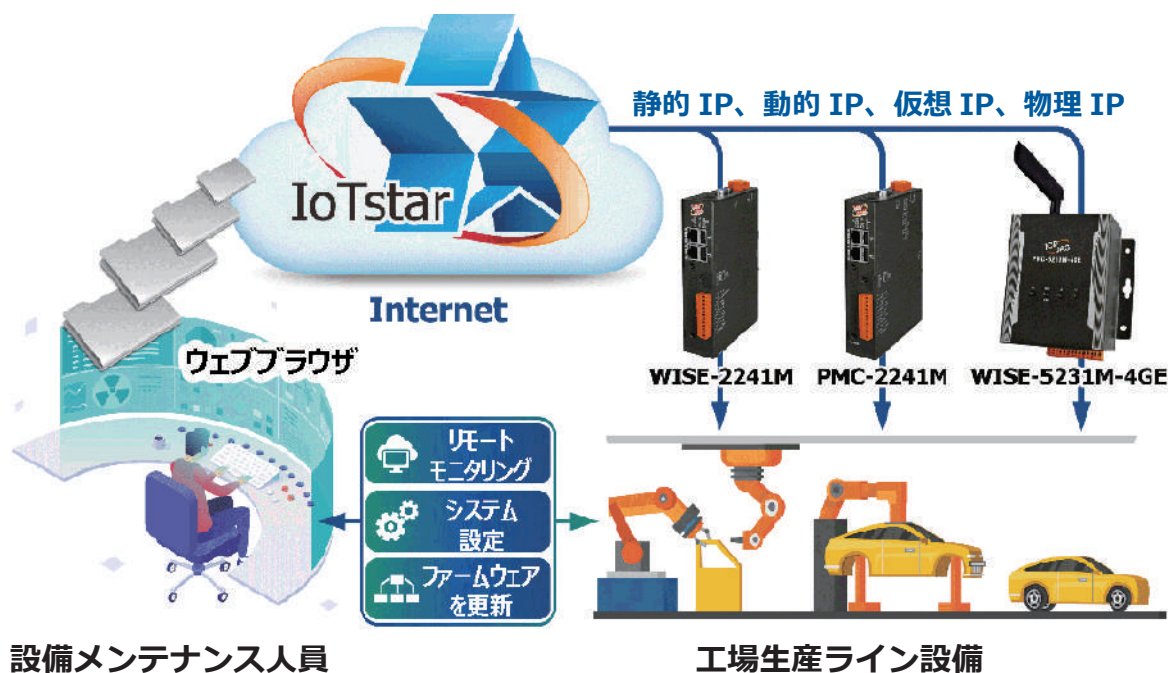 静的 IP、動的 IP、仮想 IP、物理 IP
IoTstar
Internet
ウェブブラウザ
WISE-2241M
PMC-2241M
WISE-5231M-4GE
リモート
モニタリング
システム
設定
ファームウェア
を更新
設備メンテナンス人員
工場生産ライン設備